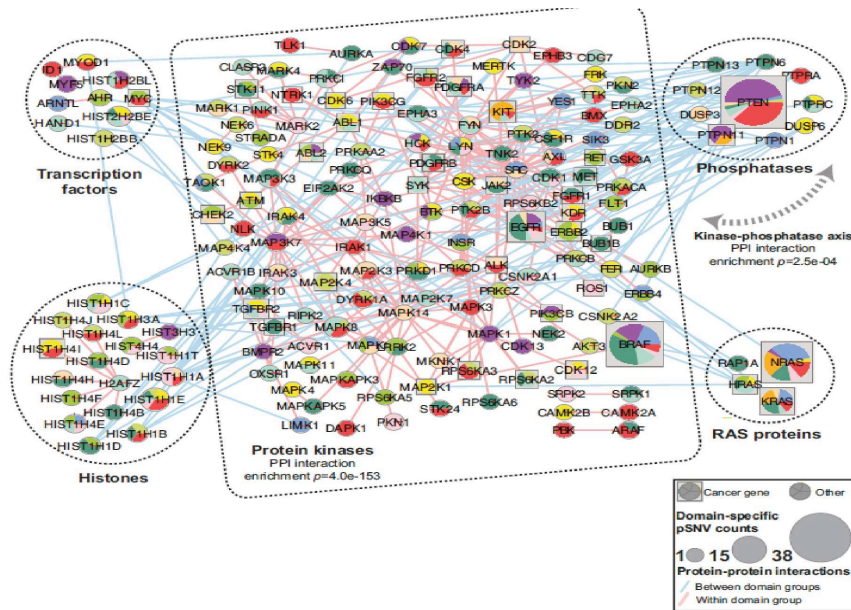 TLK1
AURKA
CDK7
CDK4
CDK2
EPHB3
CDC7
CLASP3
MARK4
PRKCI
ZAP70
FGFR2
MERTK
FRK
PTPN13
PTPN6
MYOD1
ID1
HIST1H2BL
MYF5
AHR
MYC
ARNTL
HIST2H2BE
HAND1
HIST1H2BB
Transcription
factors
STK11
NTRK1
PDGFRA
TYK2
PKN2
PTPRA
MARK1
PINK1
CDK6
PIK3CG
KIT
YES1
TTK
EPHA2
PTPN12
PTEN
PTPRC
NEK6
MARK2
ABL1
EPHA3
FYN
BMX
DUSP3
DUSP6
STRADA
LYN
PTK2
CSF1R
DDR2
PTPN11
NEK9
STK4
ABL2
PRKAA2
HCK
TNK2
SIK3
PTPN1
DYRK2
PRKCQ
PDGFRB
SRC
AXL
RET
GSK3A
Phosphatases
TAOK1
MAP3K3
EIF2AK2
SYK
CSK
JAK2
CDK1
MET
PRKACA
CHEK2
ATM
IRAK4
IKBKB
BTK
PTK2B
RPS6KB2
FGFR1
KDR
FLT1
NLK
MAP3K5
EGFR
ERBB2
BUB1
MAP4K4
MAP3K7
IRAK1
MAP4K1
INSR
BUB1B
Kinase-phosphatase axis
PPI interaction
enrichment p=2.5e-04
ACVR1B
IRAK3
MAP2K3
PRKD1
PRKCD
ALK
CSNK2A1
PRKCB
FER
AURKB
MAPK10
MAP2K4
DYRK1A
MAP2K7
PRKCZ
ROS1
ERBB4
TGFBR2
RIPK2
MAPK14
MAPK3
PIK3CB
CSNK2A2
TGFBR1
MAPK8
LRRK2
MAPK1
NEK2
BRAF
BMPR2
ACVR1
CDK13
AKT3
OXSR1
MAPK11
MKNK1
RPS6KA3
CDK12
MAPK4
MAPKAPK3
MAP2K1
RPS6KA2
MAPKAPK5
RPS6KA5
STK24
RPS6KA6
SRPK2
SRPK1
LIMK1
DAPK1
PKN1
CAMK2B
CAMK2A
PBK
ARAF
Protein kinases
PPI interaction
enrichment p=4.0e-153
HIST1H1C
HIST1H4J
HIST1H3A
HIST1H4L
HIST3H3
HIST1H4I
HIST1H4D
HIST1H1T
HIST1H4H
H2AFZ
HIST1H1A
HIST1H4F
HIST1H1E
HIST1H4B
HIST1H4E
HIST1H1B
HIST1H1D
Histones
RAP1A
NRAS
HRAS
KRAS
RAS proteins
Cancer gene
Other
Domain-specific
pSNV counts
1 15 38
Protein-protein interactions
Between domain groups
Within domain group